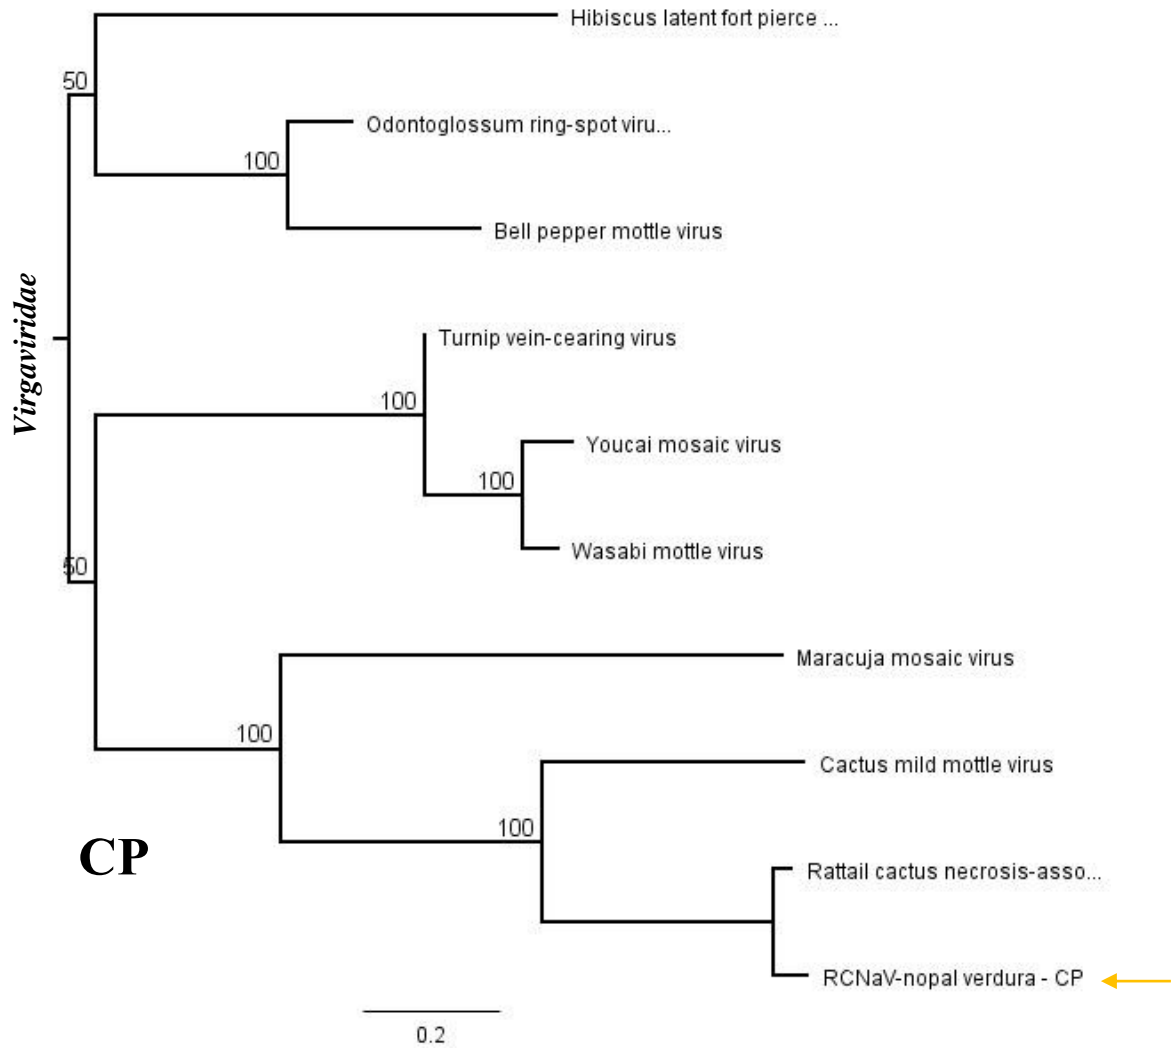 Hibiscus latent fort pierce ...
50
Odontoglossum ring-spot viru...
100
Bell pepper mottle virus
Virgaviridae
Turnip vein-cearing virus
100
Youcai mosaic virus
100
Wasabi mottle virus
50
Maracuja mosaic virus
100
Cactus mild mottle virus
100
CP
Rattail cactus necrosis-asso...
RCNaV-nopal verdura - CP
0.2